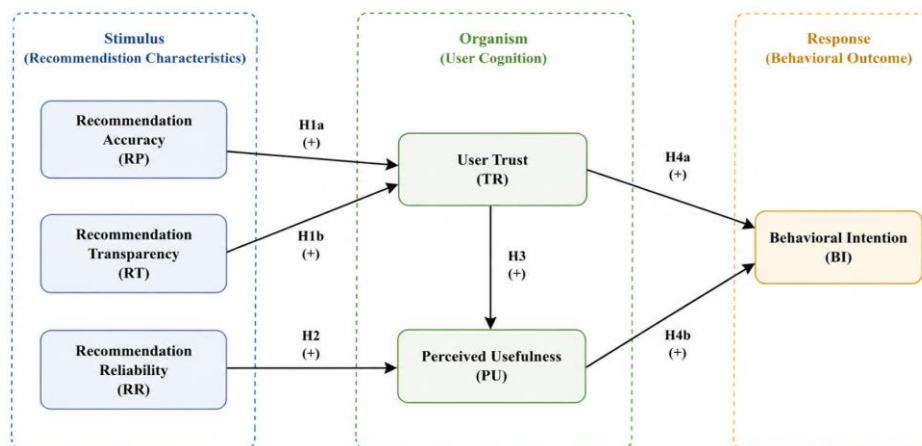 Stimulus
(Recommendistion Characteristics)
Organism
(User Cognition)
Response
(Behavioral Outcome)
Recommendation
Accuracy
(RP)
H1a
(+)
User Trust
(TR)
H4a
(+)
Recommendation
Transparency
(RT)
H1b
(+)
H3
(+)
Behavioral Intention
(BI)
Recommendation
Reliability
(RR)
H2
(+)
Perceived Usefulness
(PU)
H4b
(+)